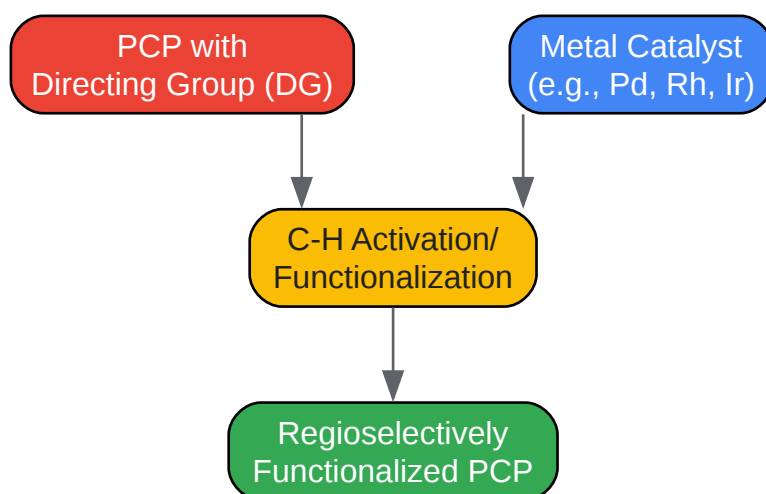 PCP with
Directing Group (DG)
Metal Catalyst
(e.g., Pd, Rh, Ir)
C-H Activation/
Functionalization
Regioselectively
Functionalized PCP